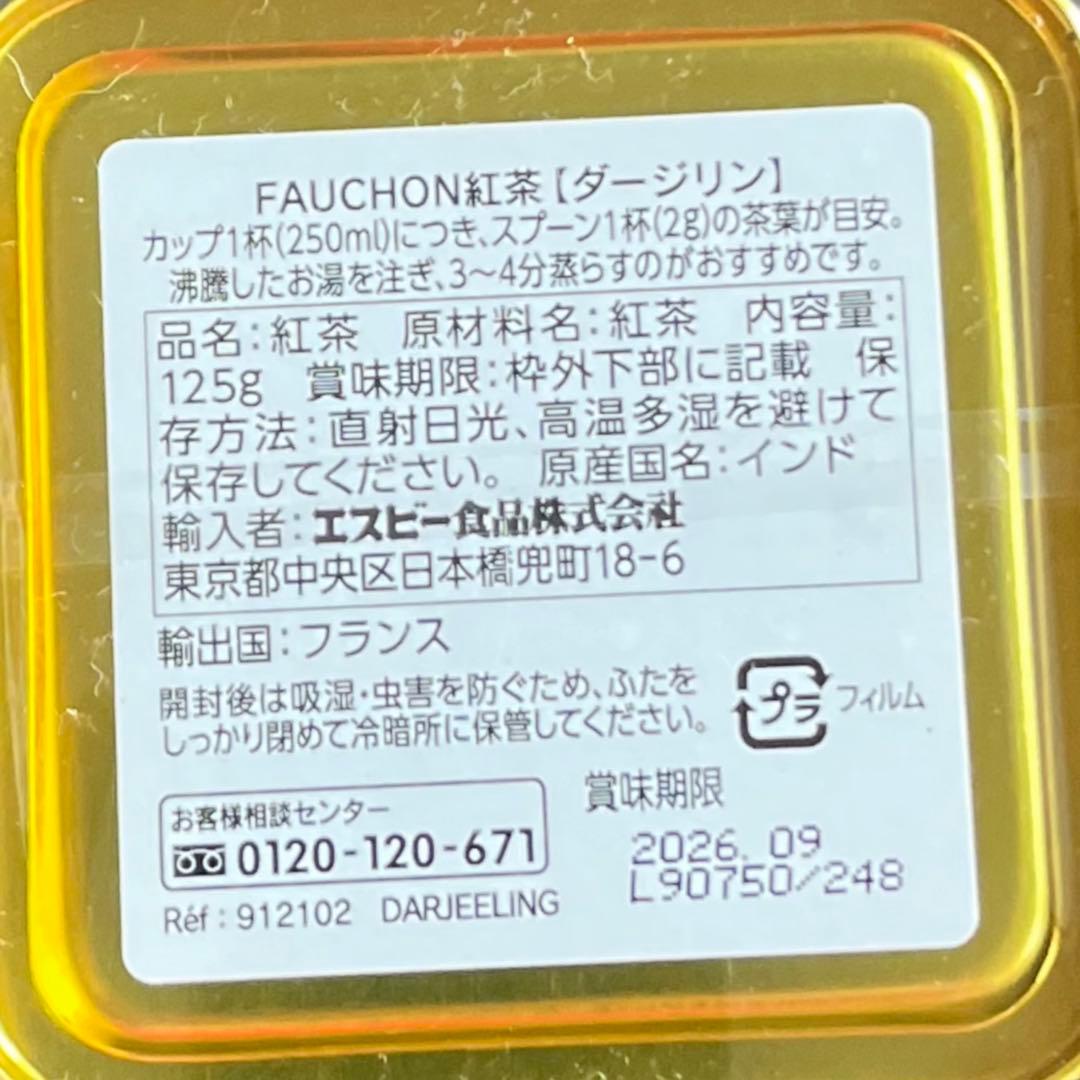 FAUCHON紅茶【ダージリン】
カップ1杯(250ml)につき、スプーン1杯(2g)の茶葉が目安。
沸騰したお湯を注ぎ、3〜4分蒸らすのがおすすめです。
品名:紅茶 原材料名:紅茶 内容量:
125g 賞味期限:枠外下部に記載 保
存方法:直射日光、高温多湿を避けて
保存してください。 原産国名:インド
輸入者:エスビー食品株式会社
東京都中央区日本橋兜町18-6
輸出国:フランス
開封後は吸湿・虫害を防ぐため、ふたを
しっかり閉めて冷暗所に保管してください。
プラ フィルム
お客様相談センター
0120-120-671
賞味期限
2026.09
L90750/248
Réf : 912102 DARJEELING